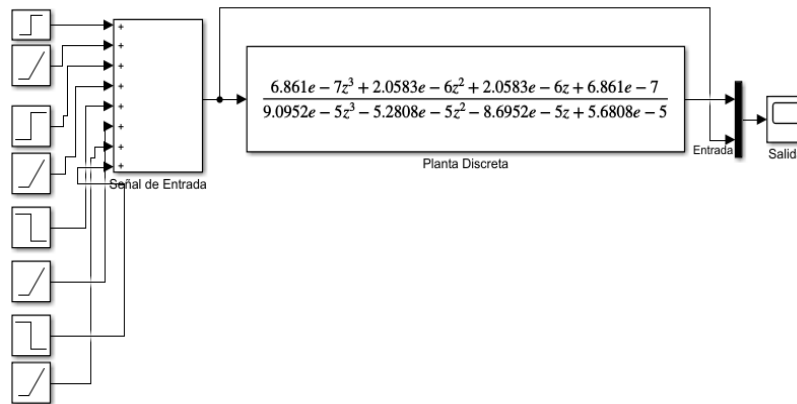 +
+
+
+
+
+
+
+
Señal de Entrada
6.861e − 7z³ + 2.0583e − 6z² + 2.0583e − 6z + 6.861e − 7
9.0952e − 5z³ − 5.2808e − 5z² − 8.6952e − 5z + 5.6808e − 5
Planta Discreta
Entrada
Salid